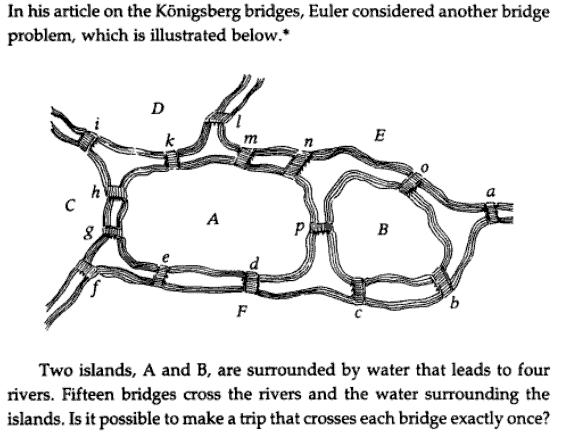 In his article on the Königsberg bridges, Euler considered another bridge
problem, which is illustrated below.*
D
l
i
k
m
n
E
o
h
a
C
A
g
p
B
e
d
f
b
F
c
Two islands, A and B, are surrounded by water that leads to four
rivers. Fifteen bridges cross the rivers and the water surrounding the
islands. Is it possible to make a trip that crosses each bridge exactly once?